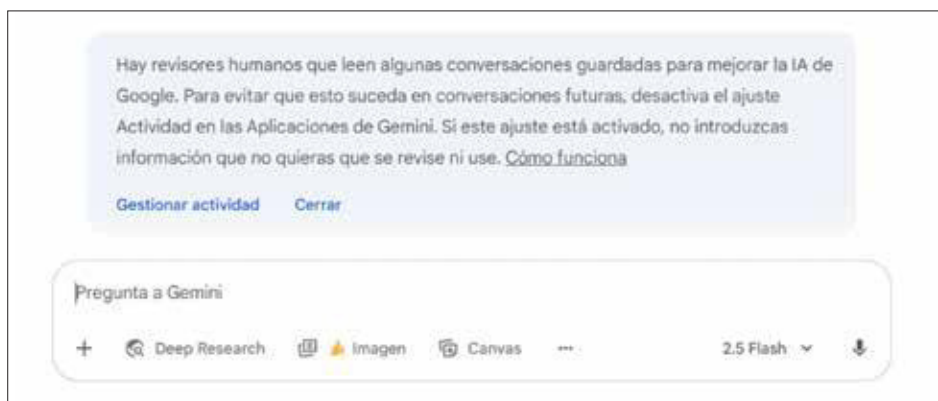 Hay revisores humanos que leen algunas conversaciones guardadas para mejorar la IA de
Google. Para evitar que esto suceda en conversaciones futuras, desactiva el ajuste
Actividad en las Aplicaciones de Gemini. Si este ajuste está activado, no introduzcas
información que no quieras que se revise ni use. Cómo funciona
Gestionar actividad Cerrar
Pregunta a Gemini
+ Deep Research Imagen Canvas ... 2.5 Flash